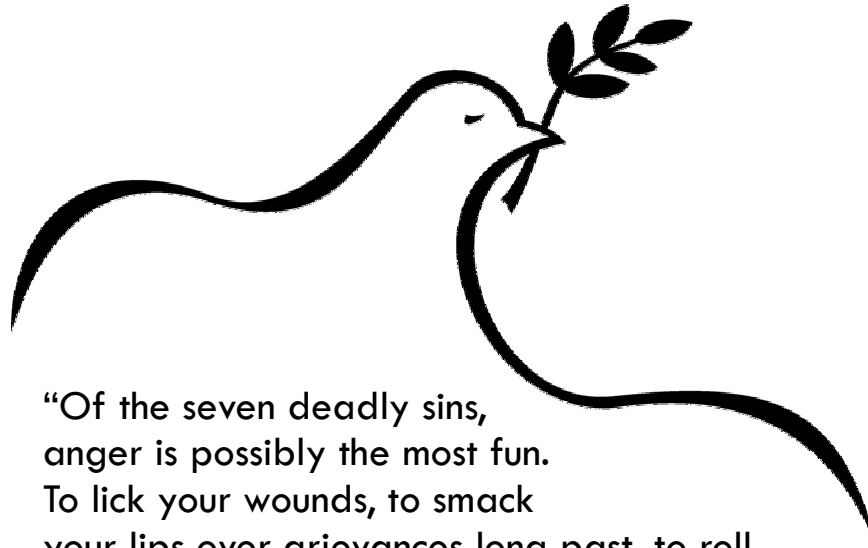 “Of the seven deadly sins,
anger is possibly the most fun.
To lick your wounds, to smack
your lips over grievances long past, to roll